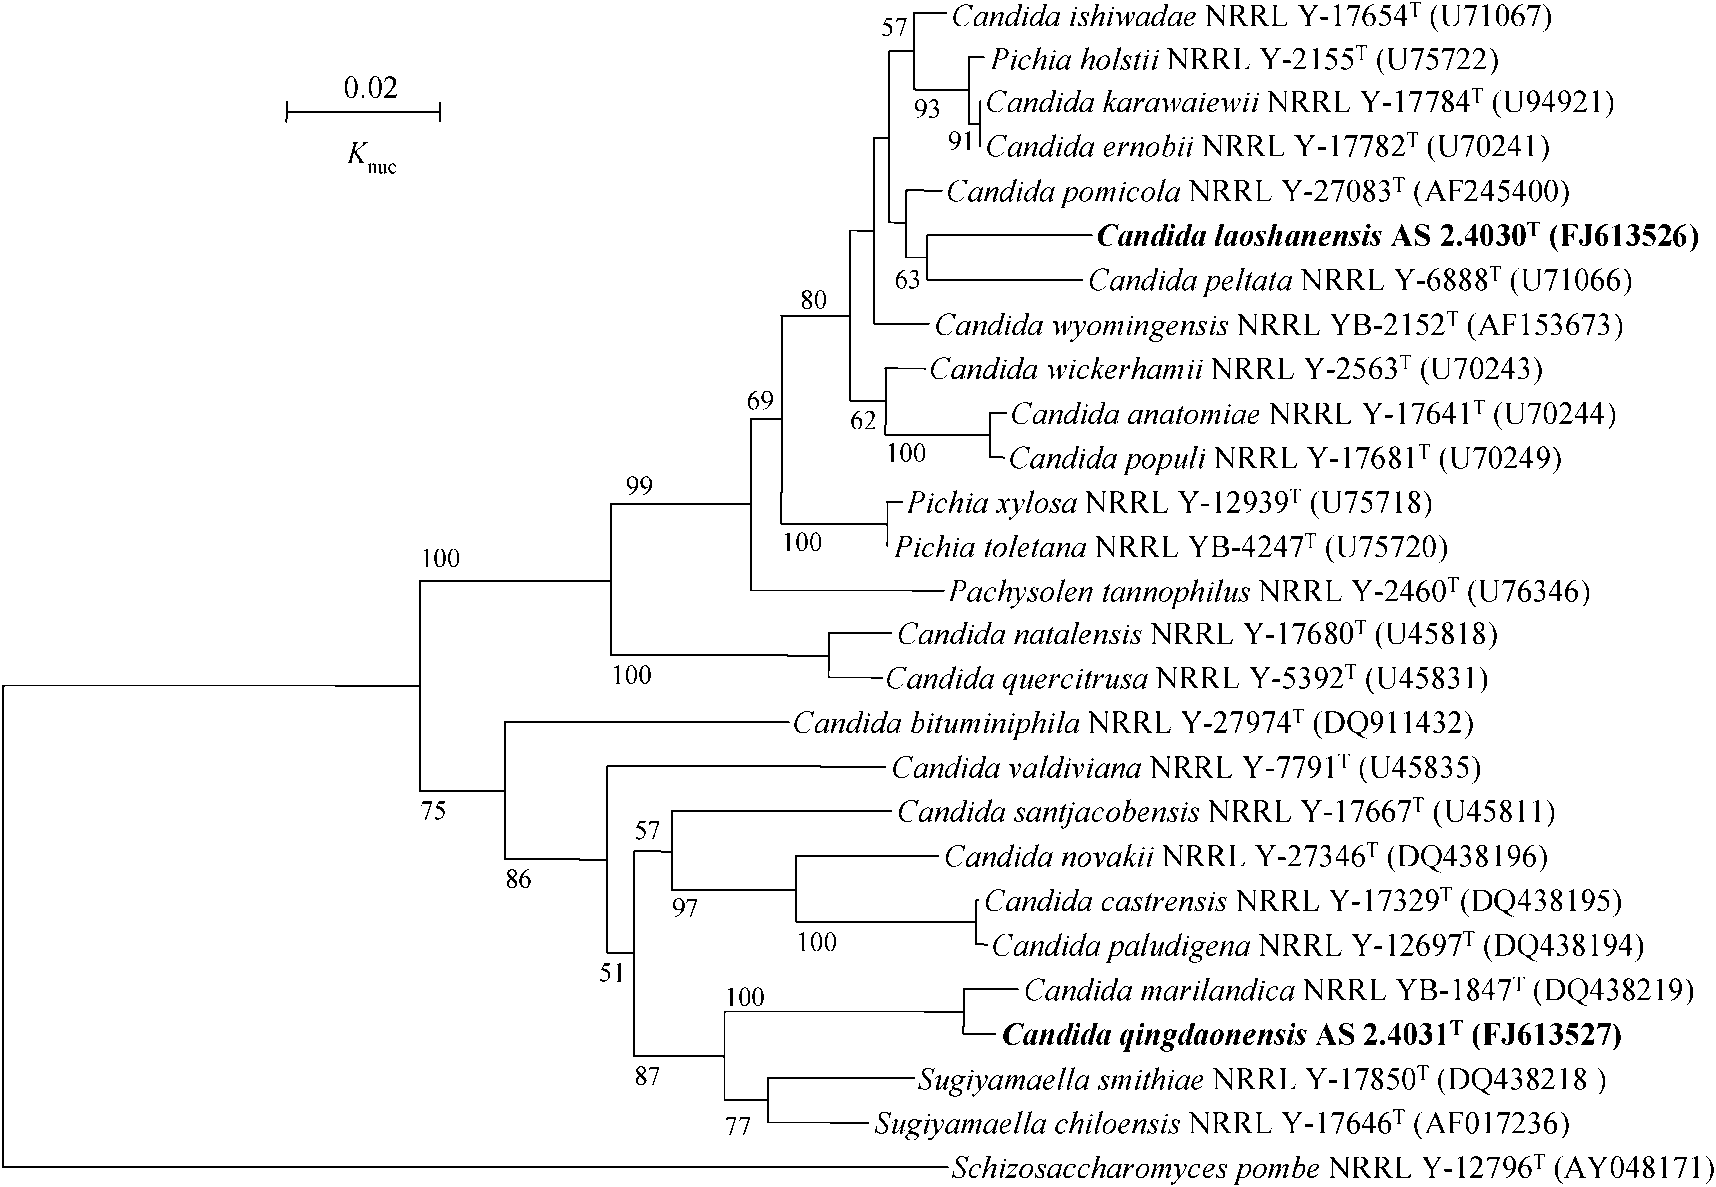 57
Candida ishiwadae NRRL Y-17654ᵀ (U71067)
0.02
Knuc
Pichia holstii NRRL Y-2155ᵀ (U75722)
93
Candida karawaiewii NRRL Y-17784ᵀ (U94921)
91
Candida ernobii NRRL Y-17782ᵀ (U70241)
Candida pomicola NRRL Y-27083ᵀ (AF245400)
Candida laoshanensis AS 2.4030ᵀ (FJ613526)
63
Candida peltata NRRL Y-6888ᵀ (U71066)
80
Candida wyomingensis NRRL YB-2152ᵀ (AF153673)
Candida wickerhamii NRRL Y-2563ᵀ (U70243)
69
62
Candida anatomiae NRRL Y-17641ᵀ (U70244)
100
Candida populi NRRL Y-17681ᵀ (U70249)
99
Pichia xylosa NRRL Y-12939ᵀ (U75718)
100
Pichia toletana NRRL YB-4247ᵀ (U75720)
100
Pachysolen tannophilus NRRL Y-2460ᵀ (U76346)
Candida natalensis NRRL Y-17680ᵀ (U45818)
100
Candida quercitrusa NRRL Y-5392ᵀ (U45831)
Candida bituminiphila NRRL Y-27974ᵀ (DQ911432)
Candida valdiviana NRRL Y-7791ᵀ (U45835)
75
Candida santjacobensis NRRL Y-17667ᵀ (U45811)
57
Candida novakii NRRL Y-27346ᵀ (DQ438196)
86
97
Candida castrensis NRRL Y-17329ᵀ (DQ438195)
100
Candida paludigena NRRL Y-12697ᵀ (DQ438194)
51
100
Candida marilandica NRRL YB-1847ᵀ (DQ438219)
Candida qingdaonensis AS 2.4031ᵀ (FJ613527)
87
Sugiyamaella smithiae NRRL Y-17850ᵀ (DQ438218 )
77
Sugiyamaella chiloensis NRRL Y-17646ᵀ (AF017236)
Schizosaccharomyces pombe NRRL Y-12796ᵀ (AY048171)